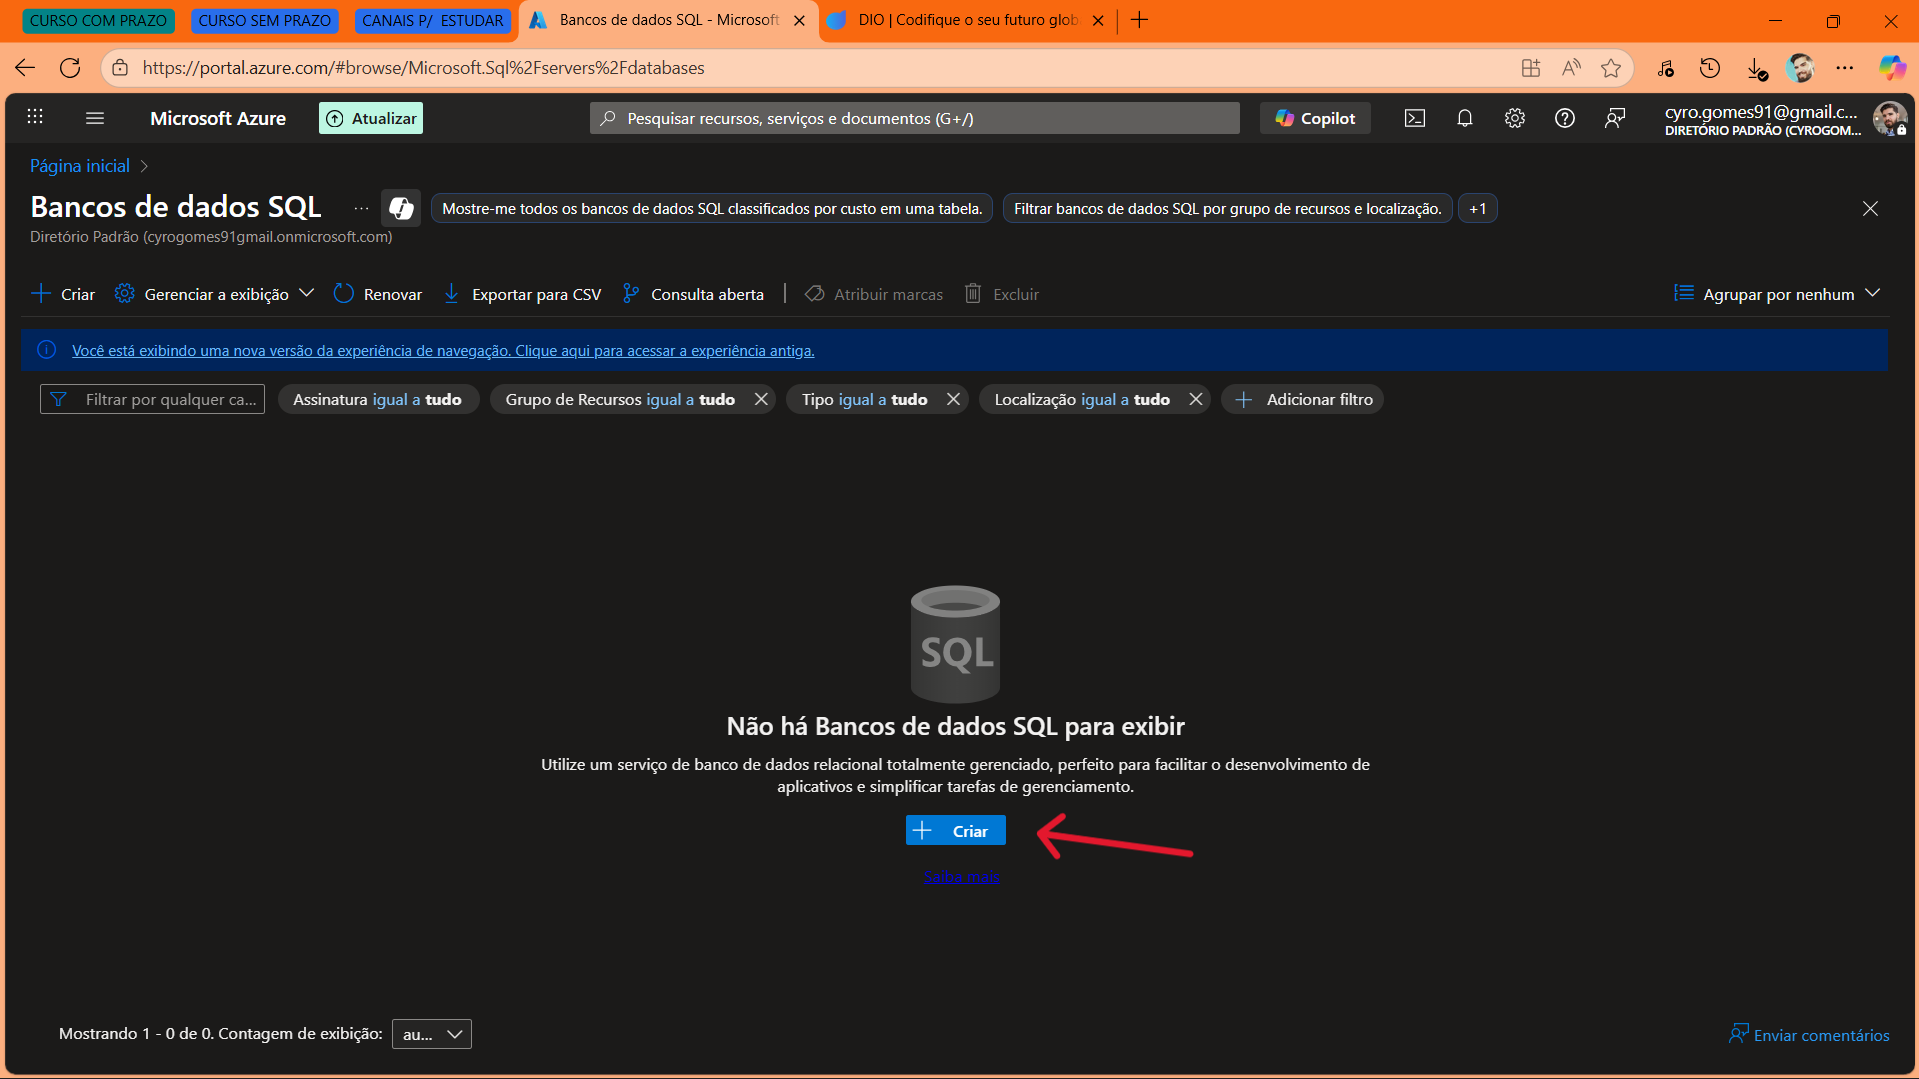 CURSO COM PRAZO
CURSO SEM PRAZO
CANAIS P/ ESTUDAR
Bancos de dados SQL - Microsoft
DIO | Codifique o seu futuro glob
https://portal.azure.com/#browse/Microsoft.Sql%2Fservers%2Fdatabases
Microsoft Azure
Atualizar
Pesquisar recursos, serviços e documentos (G+/)
Copilot
cyro.gomes91@gmail.c...
DIRETÓRIO PADRÃO (CYROGOM...
Página inicial
Bancos de dados SQL
...
Mostre-me todos os bancos de dados SQL classificados por custo em uma tabela.
Filtrar bancos de dados SQL por grupo de recursos e localização.
+1
Diretório Padrão (cyrogomes91gmail.onmicrosoft.com)
Criar
Gerenciar a exibição
Renovar
Exportar para CSV
Consulta aberta
Atribuir marcas
Excluir
Agrupar por nenhum
Você está exibindo uma nova versão da experiência de navegação. Clique aqui para acessar a experiência antiga.
Filtrar por qualquer ca...
Assinatura igual a tudo
Grupo de Recursos igual a tudo
Tipo igual a tudo
Localização igual a tudo
Adicionar filtro
SQL
Não há Bancos de dados SQL para exibir
Utilize um serviço de banco de dados relacional totalmente gerenciado, perfeito para facilitar o desenvolvimento de
aplicativos e simplificar tarefas de gerenciamento.
Criar
Saiba mais.
Mostrando 1 - 0 de 0. Contagem de exibição:
au...
Enviar comentários